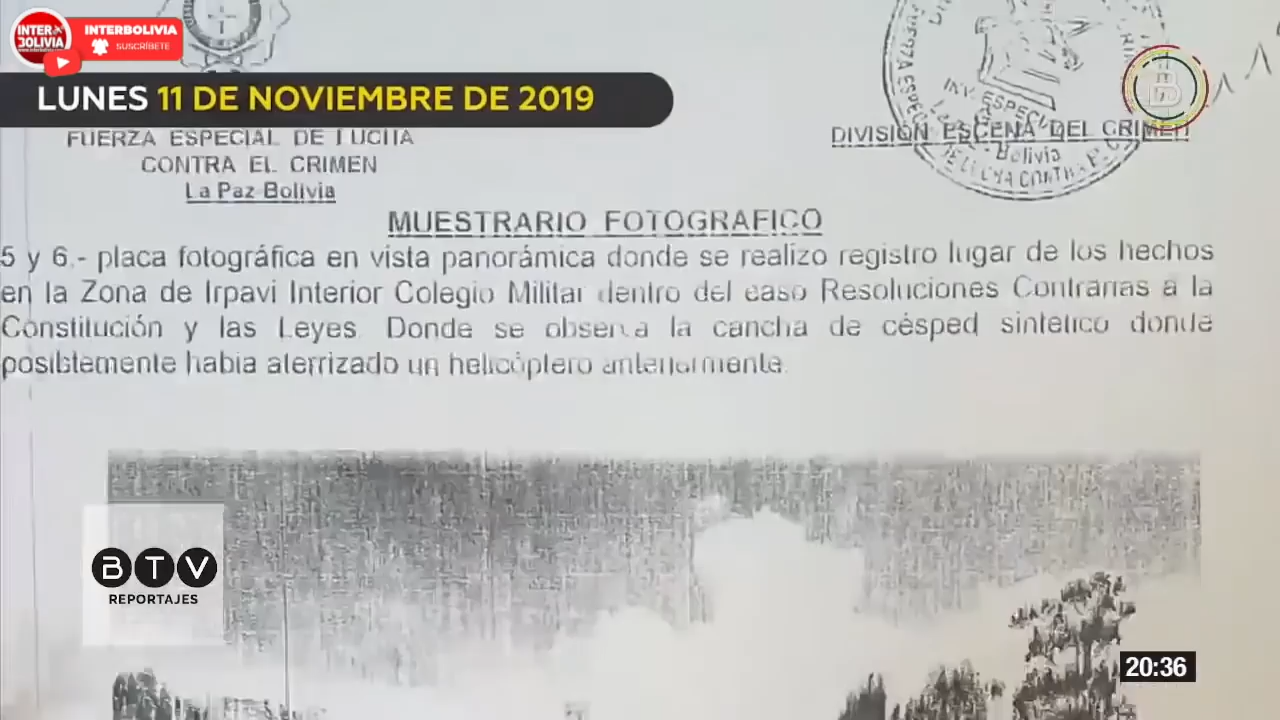 INTER
BOLIVIA
INTERBOLIVIA
SUSCRÍBETE
LUNES 11 DE NOVIEMBRE DE 2019
FUERZA ESPECIAL DE LUCHA
CONTRA EL CRIMEN
La Paz Bolivia
DIVISION ESCENA DEL CRIMEN
Bolivia
B
MUESTRARIO FOTOGRAFICO
5 y 6.- placa fotográfica en vista panorámica donde se realizo registro lugar de los hechos
en la Zona de Irpavi Interior Colegio Militar dentro del caso Resoluciones Contrarias a la
Constitución y las Leyes. Donde se observa la cancha de césped sintetico donde
posiblemente habia aterrizado un helicóptero anteriormente.
BTV
REPORTAJES
20:36